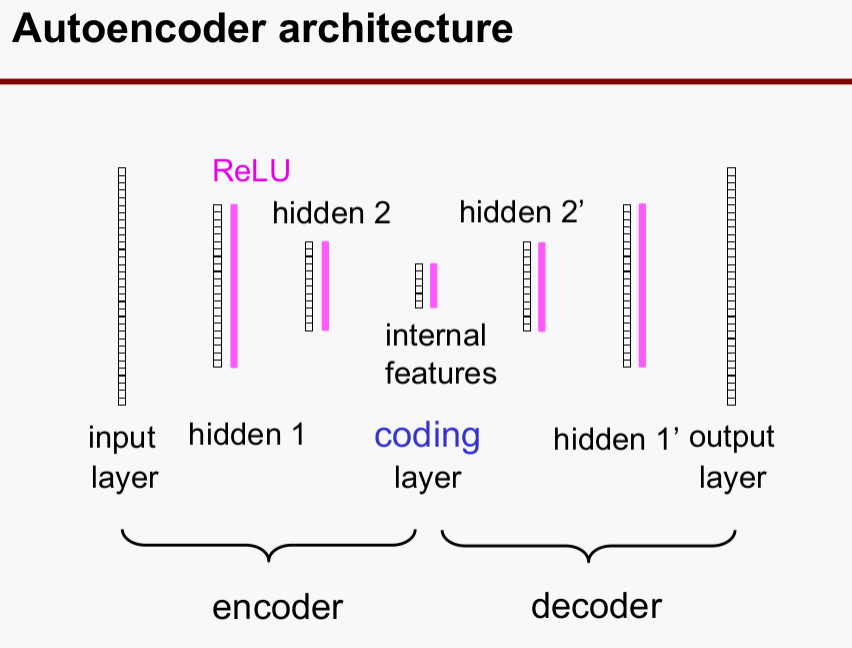 Autoencoder architecture
ReLU
hidden 2
hidden 2’
internal
features
input
layer
hidden 1
coding
layer
hidden 1’
output
layer
encoder
decoder